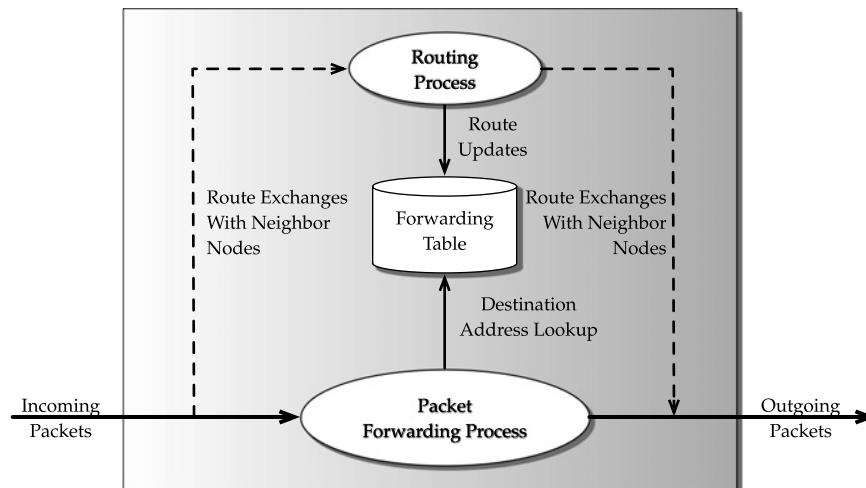 Routing
Process
Route
Updates
Route Exchanges
With Neighbor
Nodes
Forwarding
Table
Route Exchanges
With Neighbor
Nodes
Destination
Address Lookup
Incoming
Packets
Packet
Forwarding Process
Outgoing
Packets